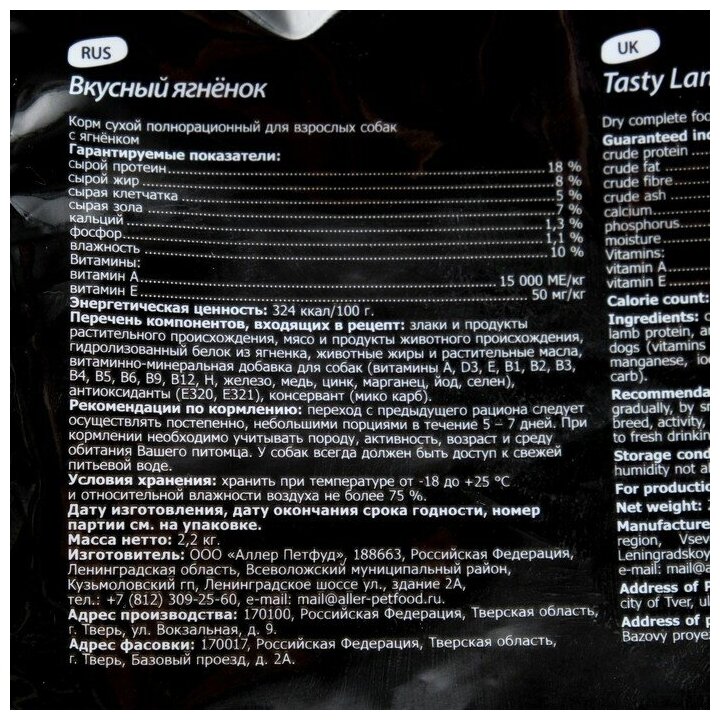 RUS
Вкусный ягнёнок
Корм сухой полнорационный для взрослых собак
с ягнёнком
Гарантируемые показатели:
сырой протеин 18 %
сырой жир 8 %
сырая клетчатка 5 %
сырая зола 7 %
кальций 1,3 %
фосфор 1,1 %
влажность 10 %
Витамины:
витамин А 15 000 МЕ/кг
витамин Е 50 мг/кг
Энергетическая ценность: 324 ккал/100 г.
Перечень компонентов, входящих в рецепт: злаки и продукты
растительного происхождения, мясо и продукты животного происхождения,
гидролизованный белок из ягненка, животные жиры и растительные масла,
витаминно-минеральная добавка для собак (витамины А, D3, Е, В1, В2, В3,
В4, В5, В6, В9, В12, Н, железо, медь, цинк, марганец, йод, селен),
антиоксиданты (Е320, Е321), консервант (мико карб).
Рекомендации по кормлению: переход с предыдущего рациона следует
осуществлять постепенно, небольшими порциями в течение 5 – 7 дней. При
кормлении необходимо учитывать породу, активность, возраст и среду
обитания Вашего питомца. У собак всегда должен быть доступ к свежей
питьевой воде.
Условия хранения: хранить при температуре от -18 до +25 °С
и относительной влажности воздуха не более 75 %.
Дату изготовления, дату окончания срока годности, номер
партии см. на упаковке.
Масса нетто: 2,2 кг.
Изготовитель: ООО «Аллер Петфуд», 188663, Российская Федерация,
Ленинградская область, Всеволожский муниципальный район,
Кузьмоловский гп, Ленинградское шоссе ул., здание 2А,
тел.: +7 (812) 309-25-60, e-mail: mail@aller-petfood.ru.
Адрес производства: 170100, Российская Федерация, Тверская область,
г. Тверь, ул. Вокзальная, д. 9.
Адрес фасовки: 170017, Российская Федерация, Тверская область,
г. Тверь, Базовый проезд, д. 2А.
UK
Tasty Lam
Dry complete foo
Guaranteed ind
crude protein
crude fat
crude fibre
crude ash
calcium
phosphorus
moisture
Vitamins:
vitamin A
vitamin E
Calorie count:
Ingredients: c
lamb protein, an
dogs (vitamins
manganese, iod
carb).
Recommenda
gradually, by sm
breed, activity,
to fresh drinkin
Storage cond
humidity not al
For productio
Net weight: 2
Manufacture
region, Vsev
Leningradskoy
e-mail: mail@a
Address of P
city of Tver, ul
Address of p
Bazovy proye